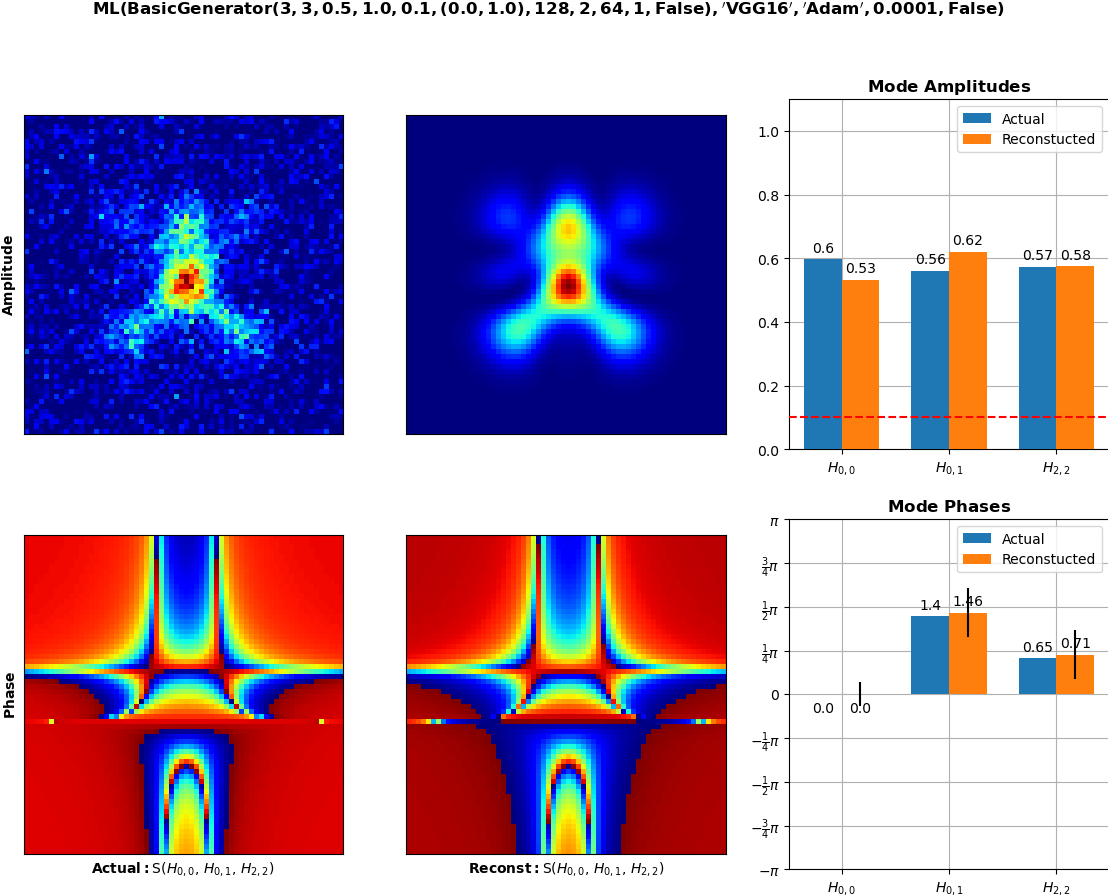 ML(BasicGenerator(3, 3, 0.5, 1.0, 0.1, (0.0, 1.0), 128, 2, 64, 1, False), ′VGG16′, ′Adam′, 0.0001, False)
Amplitude
Mode Amplitudes
Actual
Reconstucted
1.0
0.8
0.6
0.4
0.2
0.0
0.6
0.53
0.56
0.62
0.57
0.58
H0,0
H0,1
H2,2
Phase
Actual: S(H0,0, H0,1, H2,2)
Reconst: S(H0,0, H0,1, H2,2)
Mode Phases
Actual
Reconstucted
π
3/4π
1/2π
1/4π
0
−1/4π
−1/2π
−3/4π
−π
0.0
0.0
1.4
1.46
0.65
0.71
H0,0
H0,1
H2,2